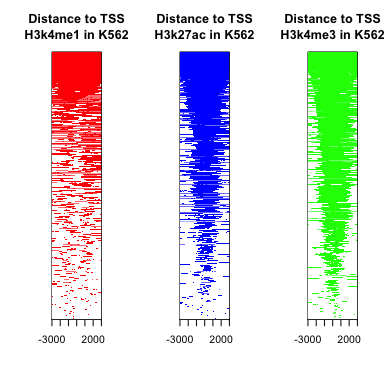 Distance to TSS
H3k4me1 in K562
Distance to TSS
H3k27ac in K562
Distance to TSS
H3k4me3 in K562
-3000 2000
-3000 2000
-3000 2000